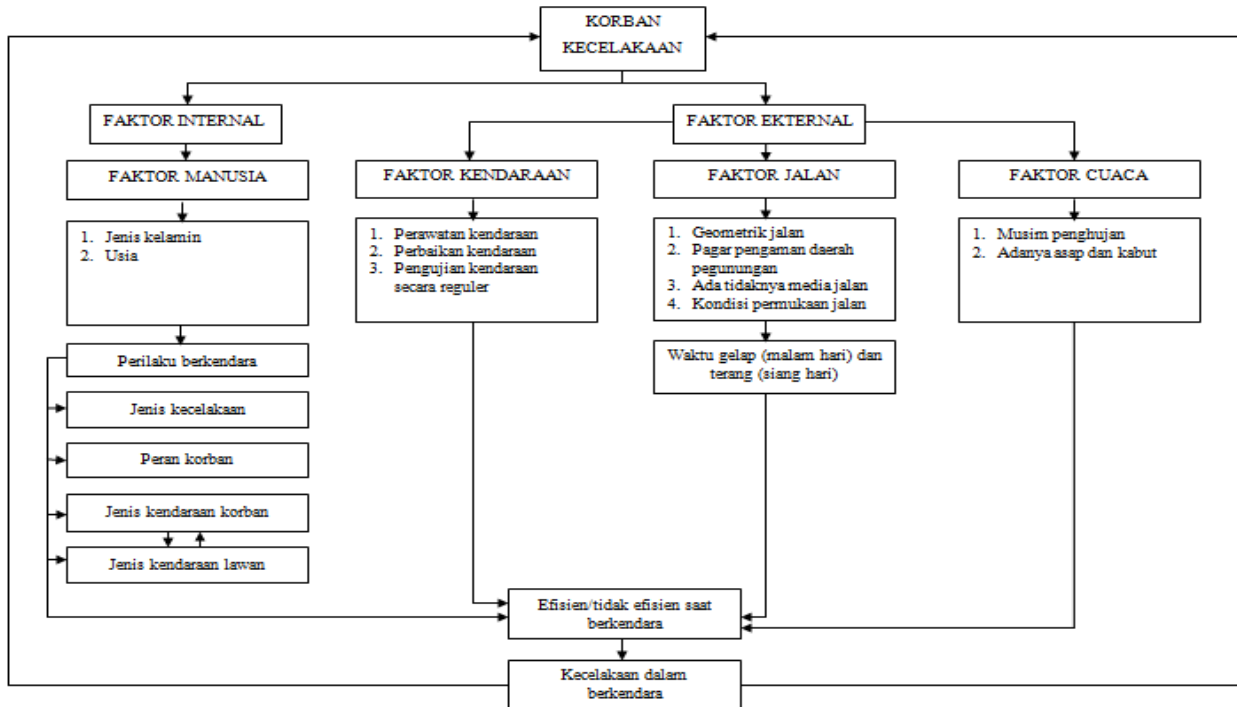 KORBAN
KECELAKAAN
FAKTOR INTERNAL
FAKTOR EKTERNAL
FAKTOR MANUSIA
FAKTOR KENDARAAN
FAKTOR JALAN
FAKTOR CUACA
1. Jenis kelamin
2. Usia
1. Perawatan kendaraan
2. Perbaikan kendaraan
3. Pengujian kendaraan
secara reguler
1. Geometrik jalan
2. Pagar pengaman daerah
pegunungan
3. Ada tidaknya media jalan
4. Kondisi permukaan jalan
1. Musim penghujan
2. Adanya asap dan kabut
Perilaku berkendara
Waktu gelap (malam hari) dan
terang (siang hari)
Jenis kecelakaan
Peran korban
Jenis kendaraan korban
Jenis kendaraan lawan
Efisien/tidak efisien saat
berkendara
Kecelakaan dalam
berkendara